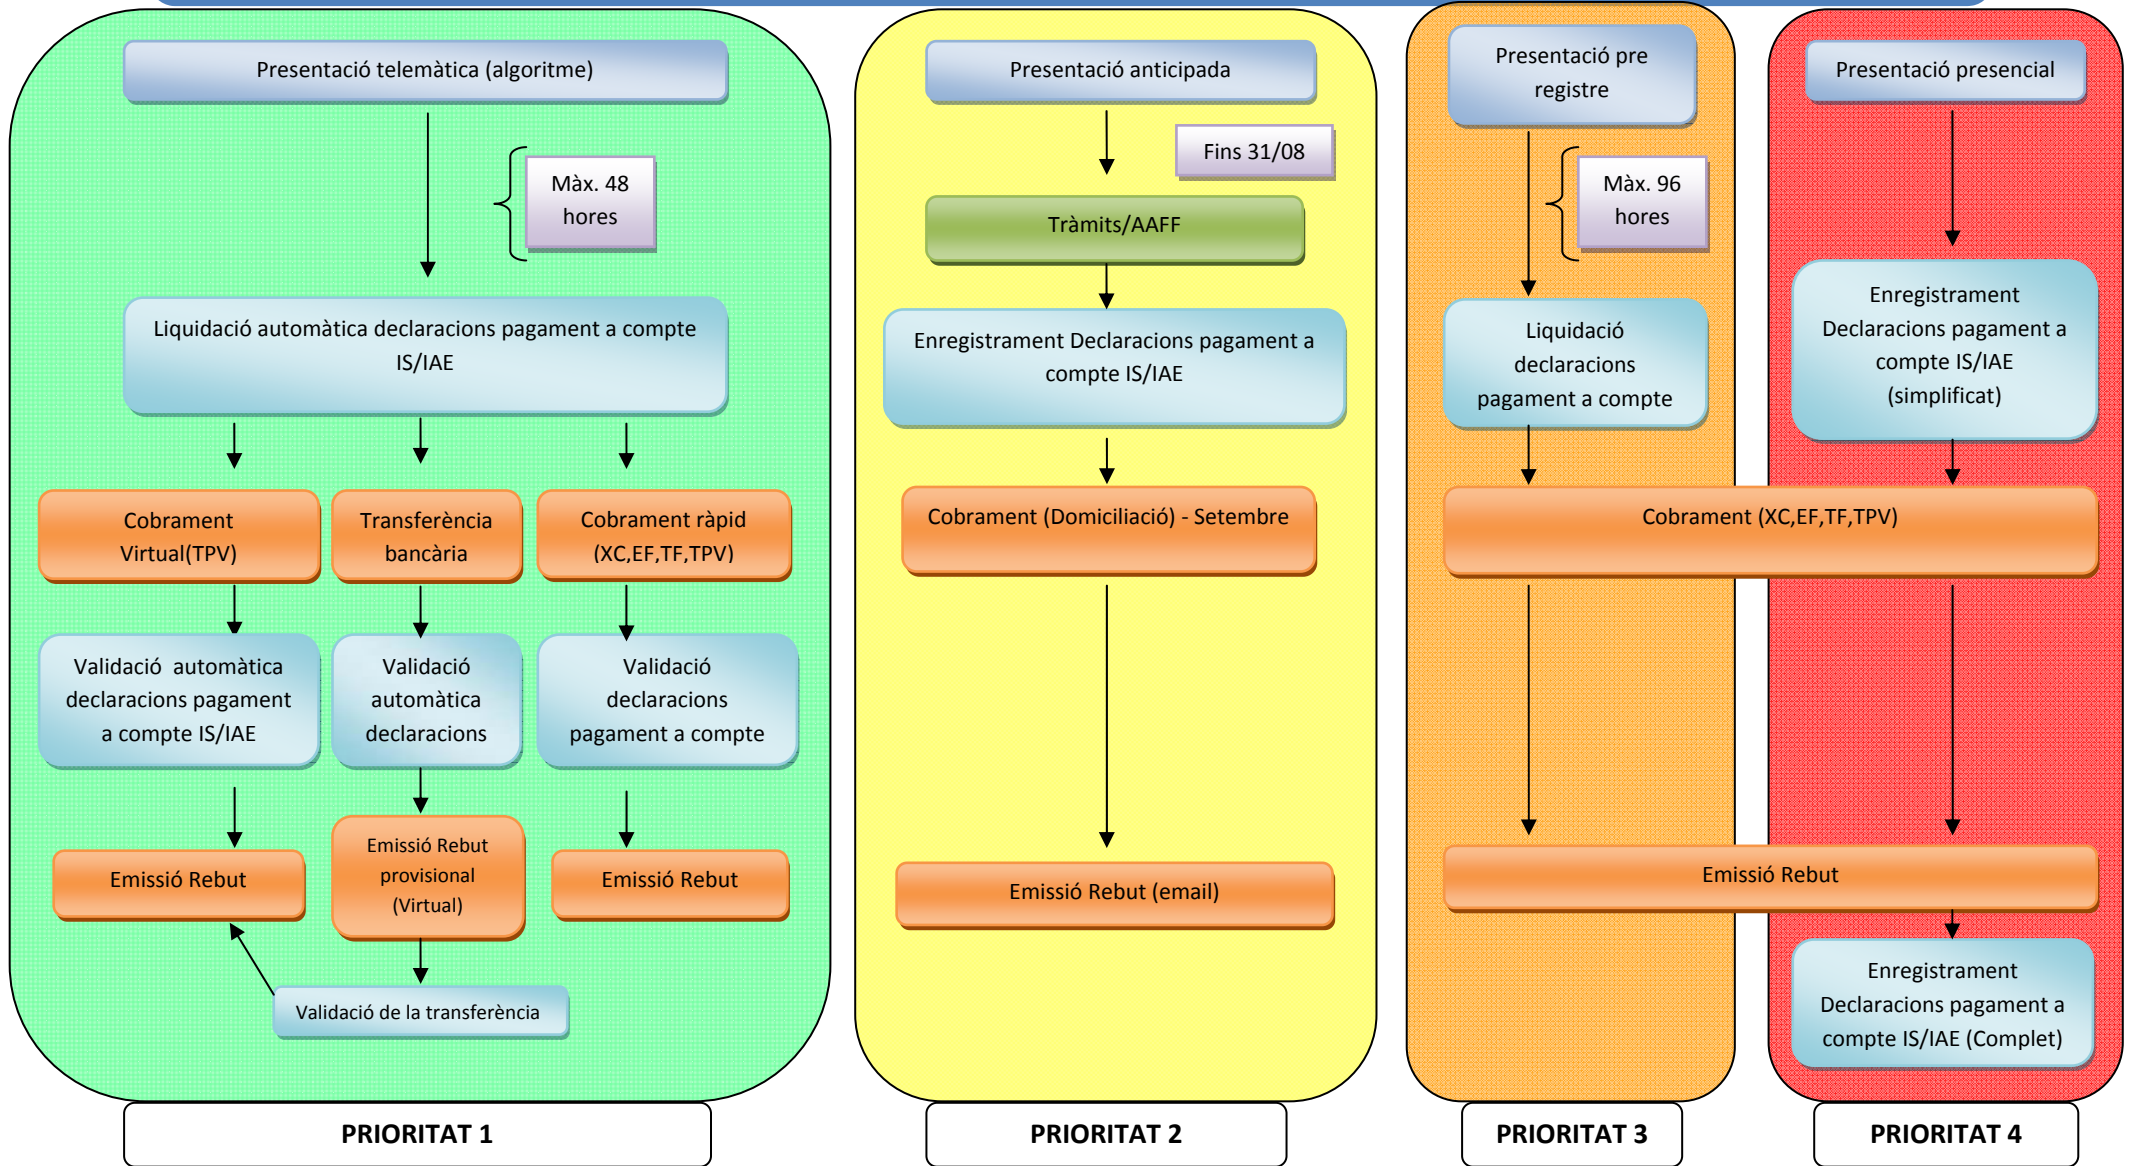 Presentació telemàtica (algoritme)
Màx. 48
hores
Liquidació automàtica declaracions pagament a compte
IS/IAE
Cobrament
Virtual(TPV)
Transferència
bancària
Cobrament ràpid
(XC,EF,TF,TPV)
Validació  automàtica
declaracions pagament
a compte IS/IAE
Validació
automàtica
declaracions
Validació
declaracions
pagament a compte
Emissió Rebut
Emissió Rebut
provisional
(Virtual)
Emissió Rebut
Validació de la transferència
PRIORITAT 1
Presentació anticipada
Fins 31/08
Tràmits/AAFF
Enregistrament Declaracions pagament a
compte IS/IAE
Cobrament (Domiciliació) - Setembre
Emissió Rebut (email)
PRIORITAT 2
Presentació pre
registre
Màx. 96
hores
Liquidació
declaracions
pagament a compte
Presentació presencial
Enregistrament
Declaracions pagament a
compte IS/IAE
(simplificat)
Cobrament (XC,EF,TF,TPV)
Emissió Rebut
Enregistrament
Declaracions pagament a
compte IS/IAE (Complet)
PRIORITAT 3
PRIORITAT 4